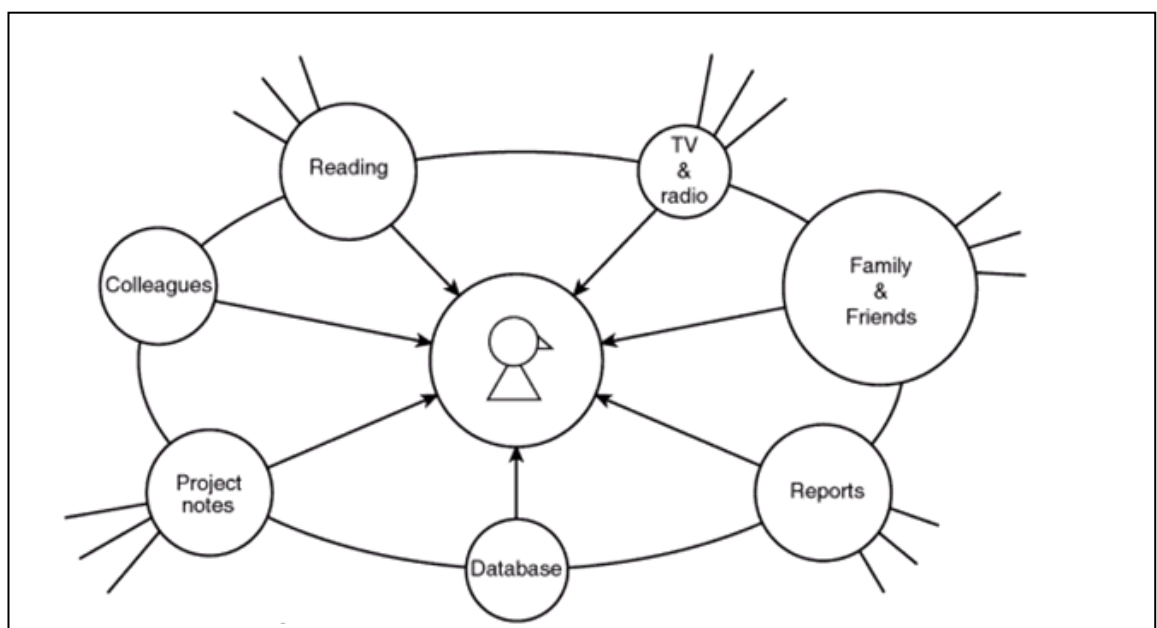 Reading
TV
&
radio
Colleagues
Family
&
Friends
Project
notes
Reports
Database